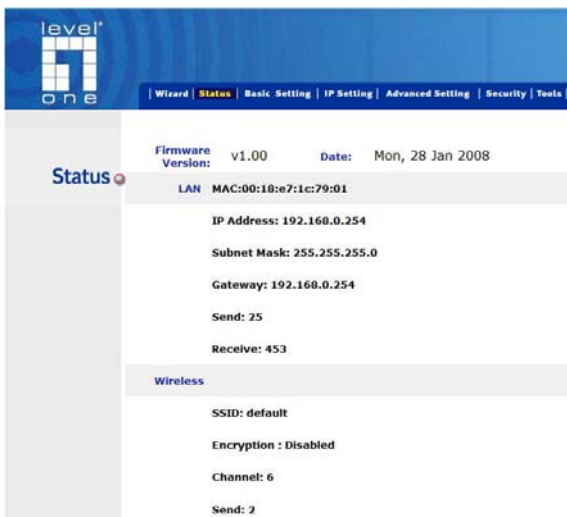 level
one
| Wizard | Status | Basic Setting | IP Setting | Advanced Setting | Security | Tools |
Status
Firmware Version: v1.00 Date: Mon, 28 Jan 2008
LAN MAC:00:18:e7:1c:79:01
IP Address: 192.168.0.254
Subnet Mask: 255.255.255.0
Gateway: 192.168.0.254
Send: 25
Receive: 453
Wireless
SSID: default
Encryption : Disabled
Channel: 6
Send: 2